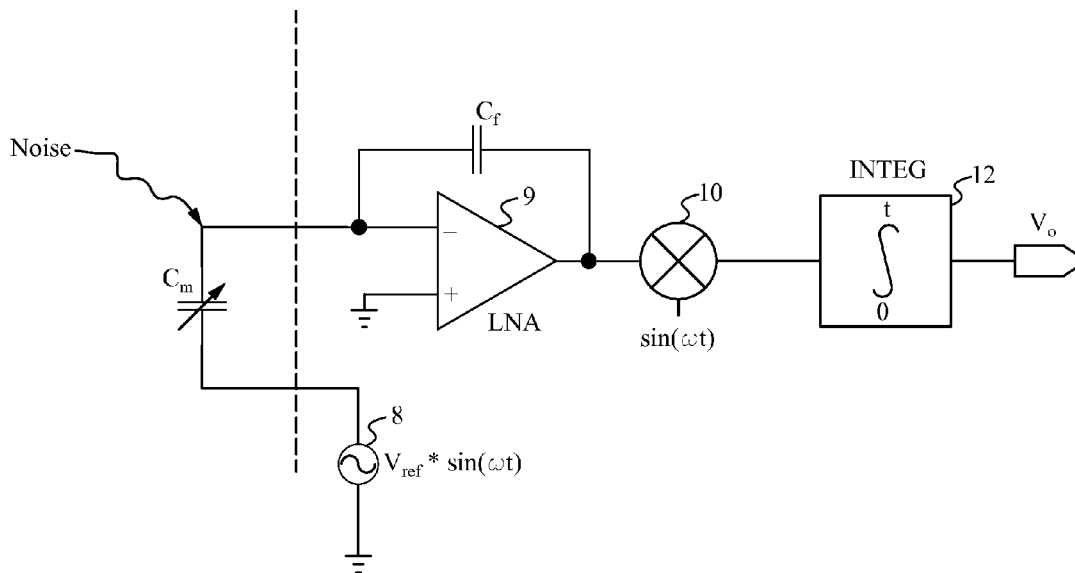 Noise
C_f
INTEG
12
9
10
t
V_o
−
∫
C_m
+
0
LNA
sin(ωt)
8
V_ref * sin(ωt)